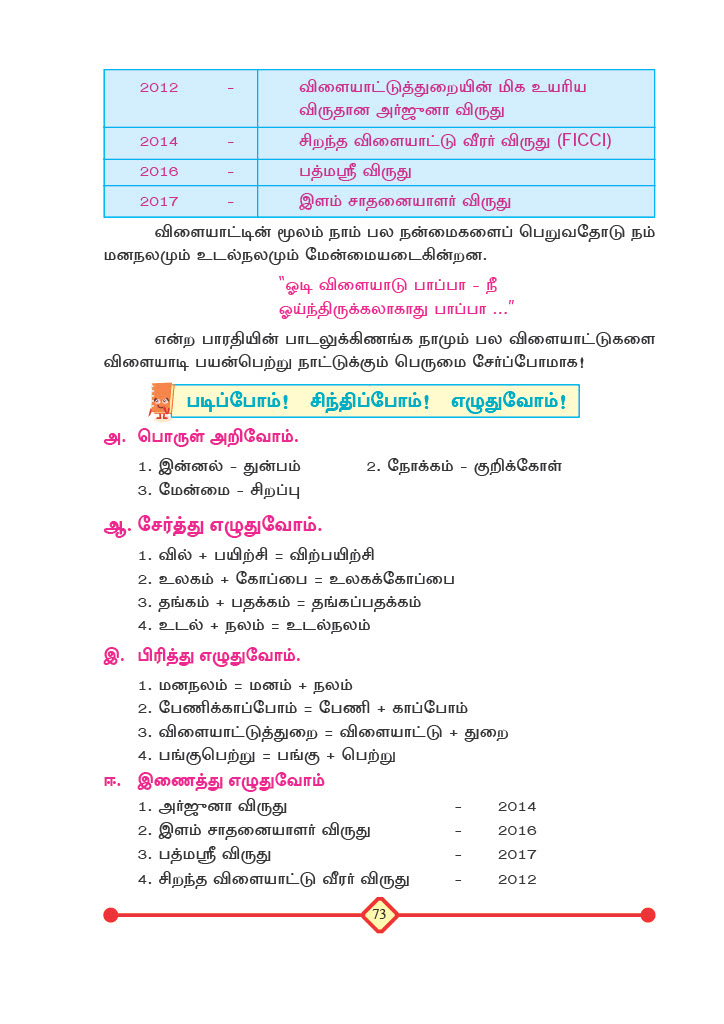 2012 - விளையாட்டுத்துறையின் மிக உயரிய
விருதான அர்ஜுனா விருது
2014 - சிறந்த விளையாட்டு வீரர் விருது (FICCI)
2016 - பத்மஸ்ரீ விருது
2017 - இளம் சாதனையாளர் விருது
விளையாட்டின் மூலம் நாம் பல நன்மைகளைப் பெறுவதோடு நம்
மனநலமும் உடல்நலமும் மேன்மையடைகின்றன.
"ஓடி விளையாடு பாப்பா - நீ
ஓய்ந்திருக்கலாகாது பாப்பா ..."
என்ற பாரதியின் பாடலுக்கிணங்க நாமும் பல விளையாட்டுகளை
விளையாடி பயன்பெற்று நாட்டுக்கும் பெருமை சேர்ப்போமாக!
படிப்போம்! சிந்திப்போம்! எழுதுவோம்!
அ. பொருள் அறிவோம்.
1. இன்னல் - துன்பம் 2. நோக்கம் - குறிக்கோள்
3. மேன்மை - சிறப்பு
ஆ. சேர்த்து எழுதுவோம்.
1. வில் + பயிற்சி = விற்பயிற்சி
2. உலகம் + கோப்பை = உலகக்கோப்பை
3. தங்கம் + பதக்கம் = தங்கப்பதக்கம்
4. உடல் + நலம் = உடல்நலம்
இ. பிரித்து எழுதுவோம்.
1. மனநலம் = மனம் + நலம்
2. பேணிக்காப்போம் = பேணி + காப்போம்
3. விளையாட்டுத்துறை = விளையாட்டு + துறை
4. பங்குபெற்று = பங்கு + பெற்று
ஈ. இணைத்து எழுதுவோம்
1. அர்ஜுனா விருது - 2014
2. இளம் சாதனையாளர் விருது - 2016
3. பத்மஸ்ரீ விருது - 2017
4. சிறந்த விளையாட்டு வீரர் விருது - 2012
73